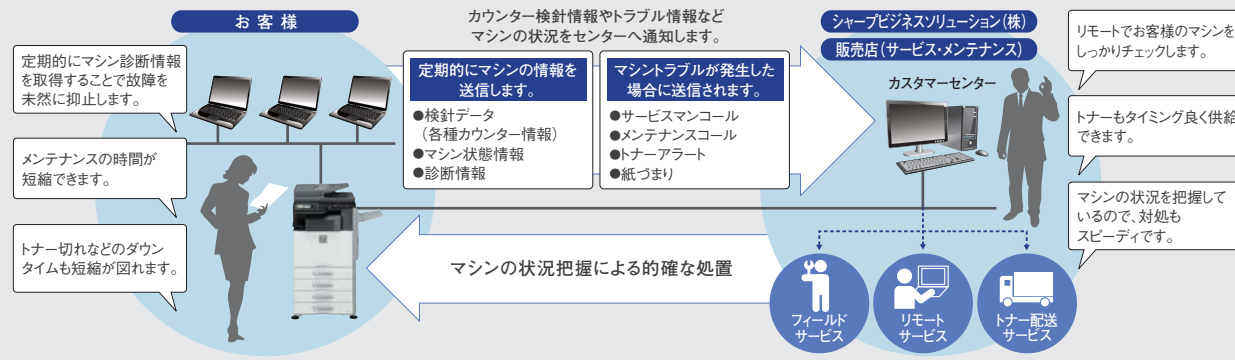 お客様
定期的にマシン診断情報
を取得することで故障を
未然に抑止します。
メンテナンスの時間が
短縮できます。
トナー切れなどのダウン
タイムも短縮が図れます。
カウンター検針情報やトラブル情報など
マシンの状況をセンターへ通知します。
定期的にマシンの情報を
送信します。
●検針データ
（各種カウンター情報）
●マシン状態情報
●診断情報
マシントラブルが発生した
場合に送信されます。
●サービスマンコール
●メンテナンスコール
●トナーアラート
●紙づまり
マシンの状況把握による的確な処置
シャープビジネスソリューション（株）
販売店（サービス・メンテナンス）
カスタマーセンター
リモートでお客様のマシンを
しっかりチェックします。
トナーもタイミング良く供給
できます。
マシンの状況を把握して
いるので、対処も
スピーディです。
フィールド
サービス
リモート
サービス
トナー配送
サービス